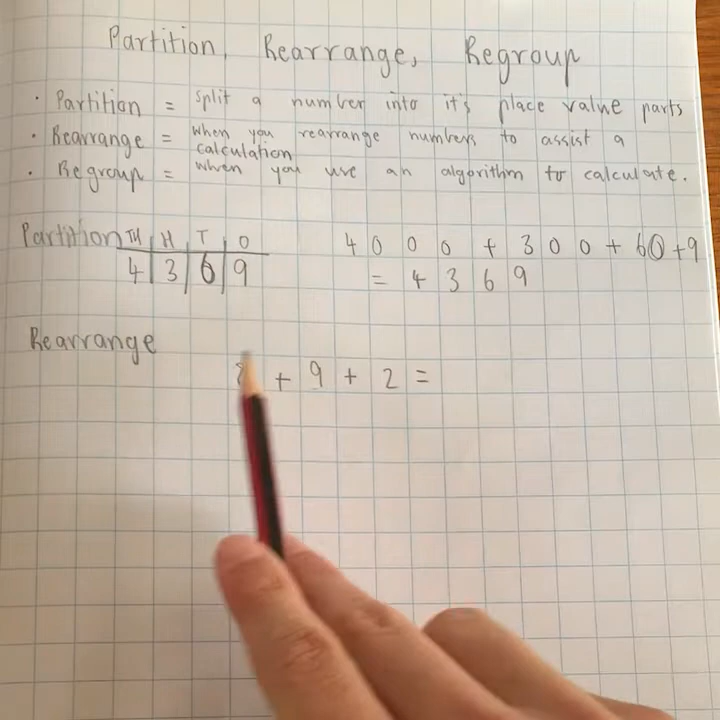 Partition, Rearrange, Regroup
· Partition = split a number into it's place value parts
· Rearrange = when you rearrange numbers to assist a
calculation
· Regroup = when you use an algorithm to calculate.
Partition TH H T O 4000 + 300 + 60 + 9
4 3 6 9 = 4369
Rearrange
+ 9 + 2 =